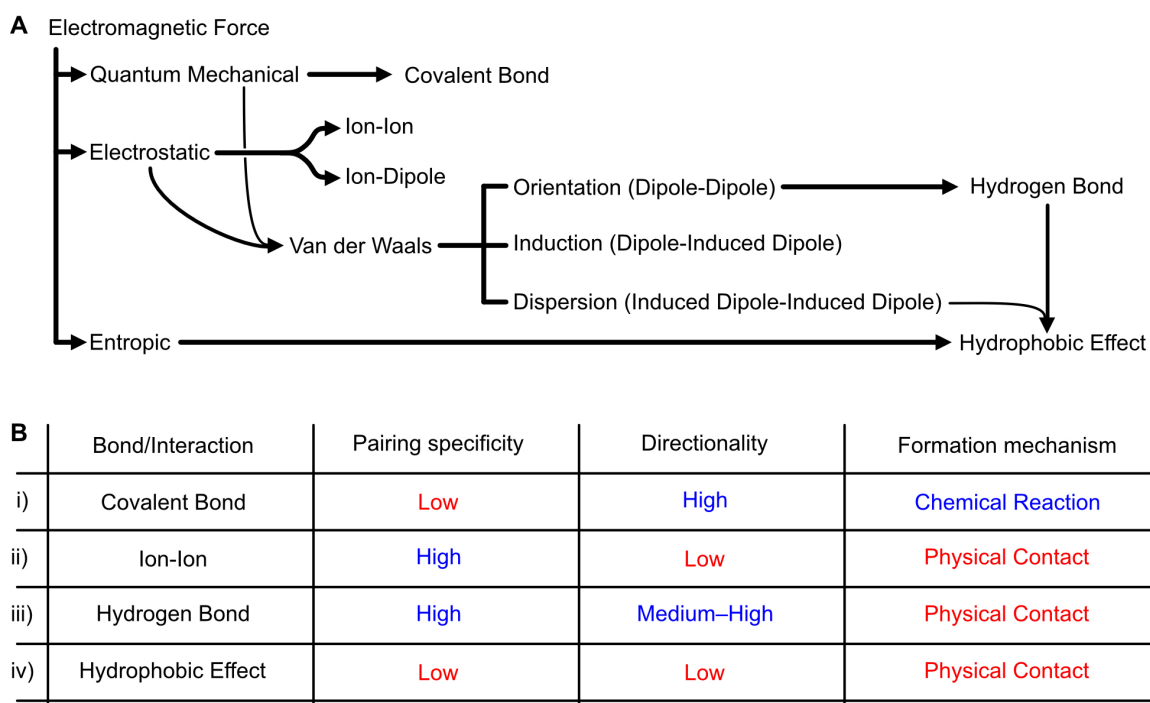 A Electromagnetic Force
Quantum Mechanical Covalent Bond
Ion-Ion
Electrostatic
Ion-Dipole
Orientation (Dipole-Dipole) Hydrogen Bond
Van der Waals Induction (Dipole-Induced Dipole)
Dispersion (Induced Dipole-Induced Dipole)
Entropic Hydrophobic Effect
B Bond/Interaction Pairing specificity Directionality Formation mechanism
i) Covalent Bond Low High Chemical Reaction
ii) Ion-Ion High Low Physical Contact
iii) Hydrogen Bond High Medium–High Physical Contact
iv) Hydrophobic Effect Low Low Physical Contact